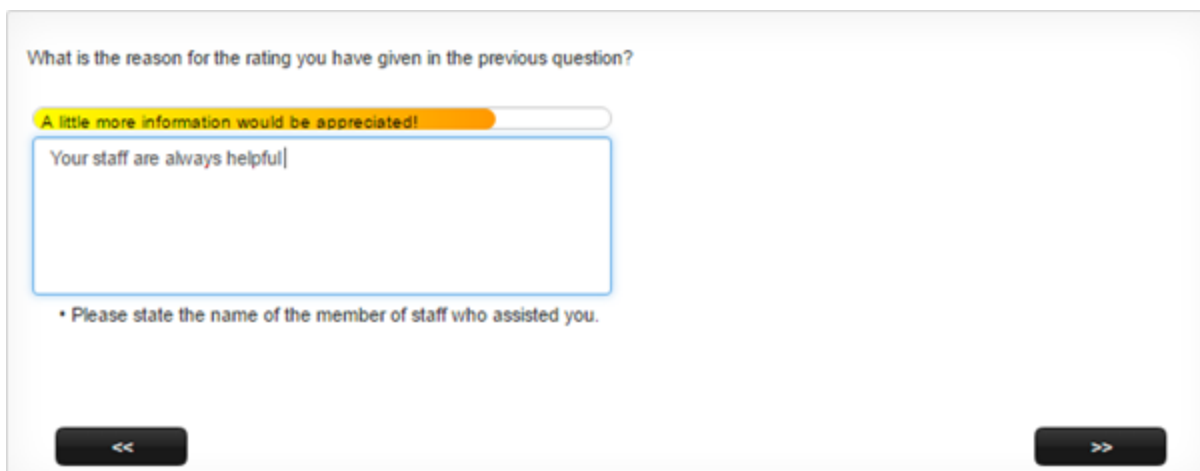 What is the reason for the rating you have given in the previous question?
A little more information would be appreciated!
Your staff are always helpful
• Please state the name of the member of staff who assisted you.
<< >>